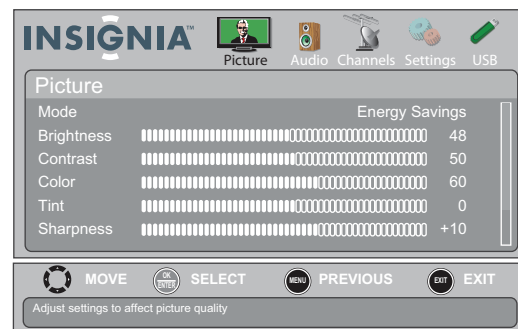 INSIGNIA™
Picture Audio Channels Settings USB
Picture
Mode Energy Savings
Brightness 48
Contrast 50
Color 60
Tint 0
Sharpness +10
MOVE OK ENTER SELECT MENU PREVIOUS EXIT EXIT
Adjust settings to affect picture quality